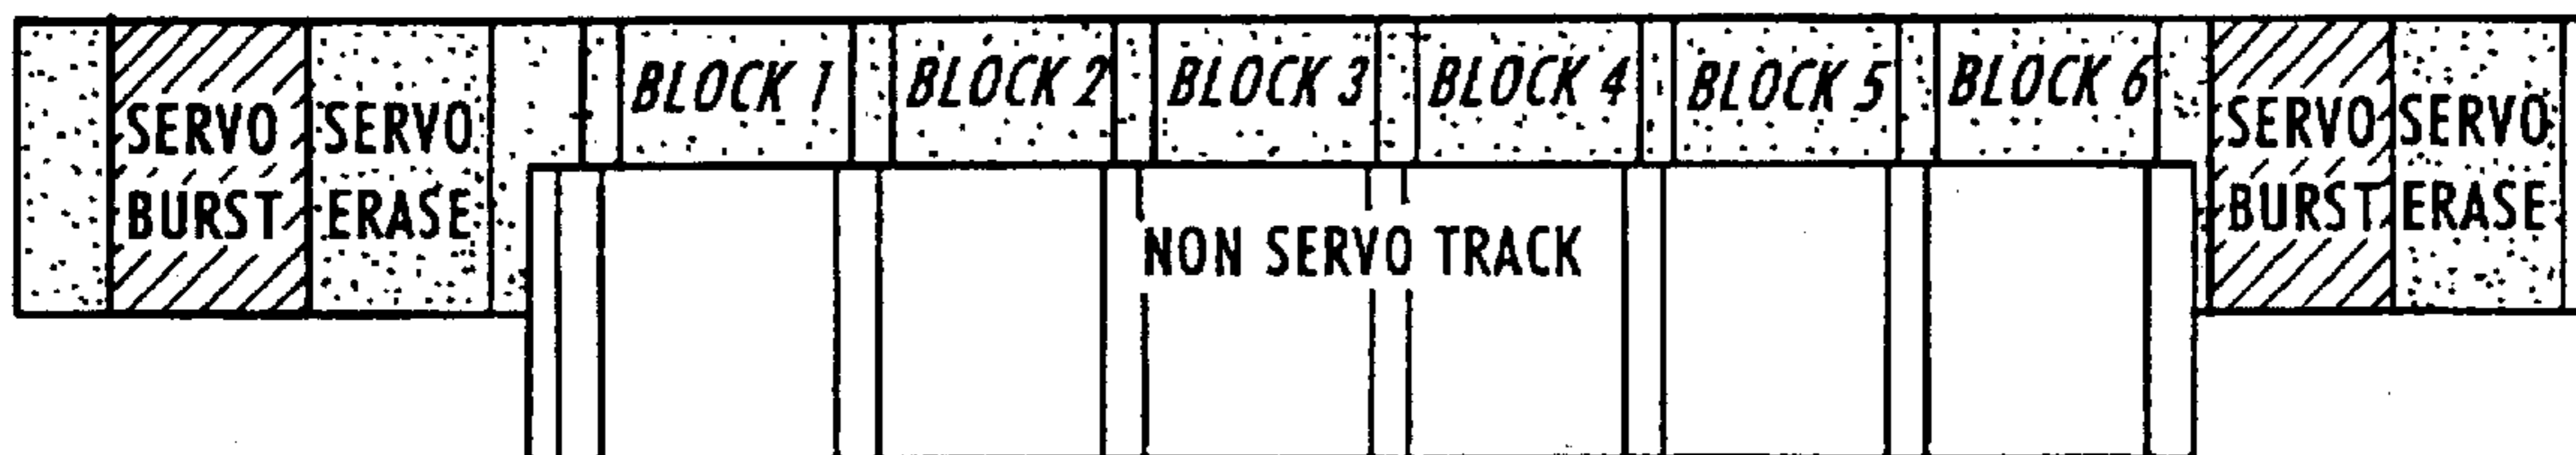 SERVO BURST
SERVO ERASE
BLOCK 1
BLOCK 2
BLOCK 3
BLOCK 4
BLOCK 5
BLOCK 6
SERVO BURST
SERVO ERASE
NON SERVO TRACK